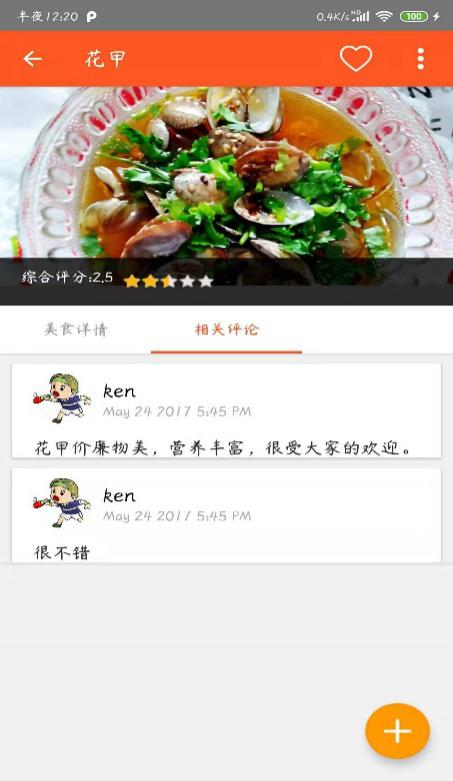 半夜12:20 P 0.4K/s HD 100
花甲
综合评分:2.5
美食详情 相关评论
ken
May 24 2017 5:45 PM
花甲价廉物美，营养丰富，很受大家的欢迎。
ken
May 24 2017 5:45 PM
很不错